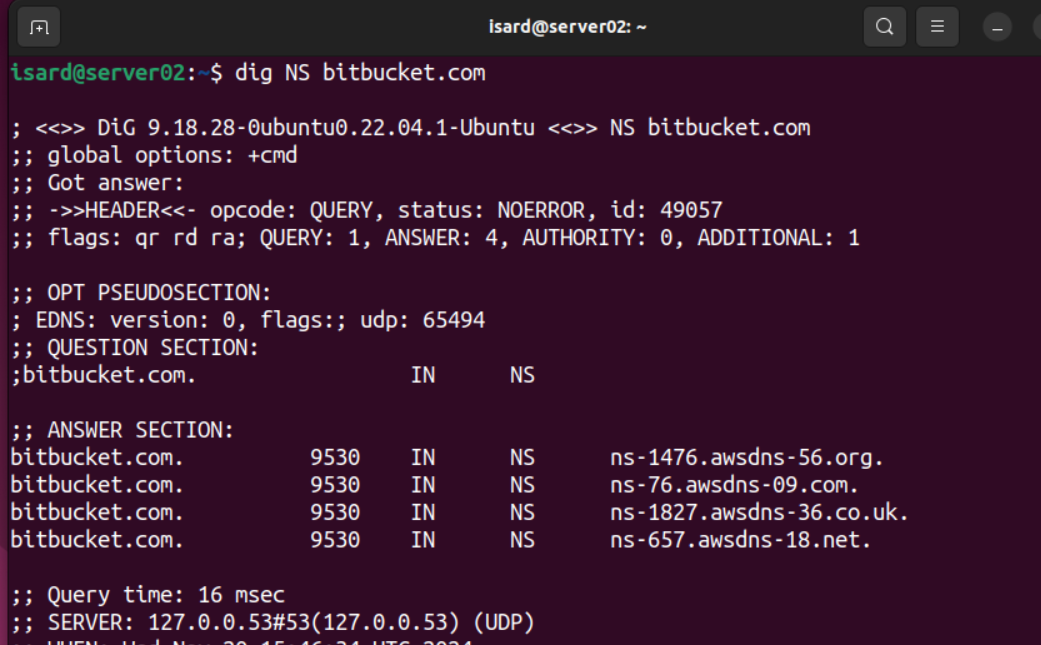 isard@server02: ~
isard@server02:~$ dig NS bitbucket.com
; <<>> DiG 9.18.28-0ubuntu0.22.04.1-Ubuntu <<>> NS bitbucket.com
;; global options: +cmd
;; Got answer:
;; ->>HEADER<<- opcode: QUERY, status: NOERROR, id: 49057
;; flags: qr rd ra; QUERY: 1, ANSWER: 4, AUTHORITY: 0, ADDITIONAL: 1
;; OPT PSEUDOSECTION:
; EDNS: version: 0, flags:; udp: 65494
;; QUESTION SECTION:
;bitbucket.com. IN NS
;; ANSWER SECTION:
bitbucket.com. 9530 IN NS ns-1476.awsdns-56.org.
bitbucket.com. 9530 IN NS ns-76.awsdns-09.com.
bitbucket.com. 9530 IN NS ns-1827.awsdns-36.co.uk.
bitbucket.com. 9530 IN NS ns-657.awsdns-18.net.
;; Query time: 16 msec
;; SERVER: 127.0.0.53#53(127.0.0.53) (UDP)